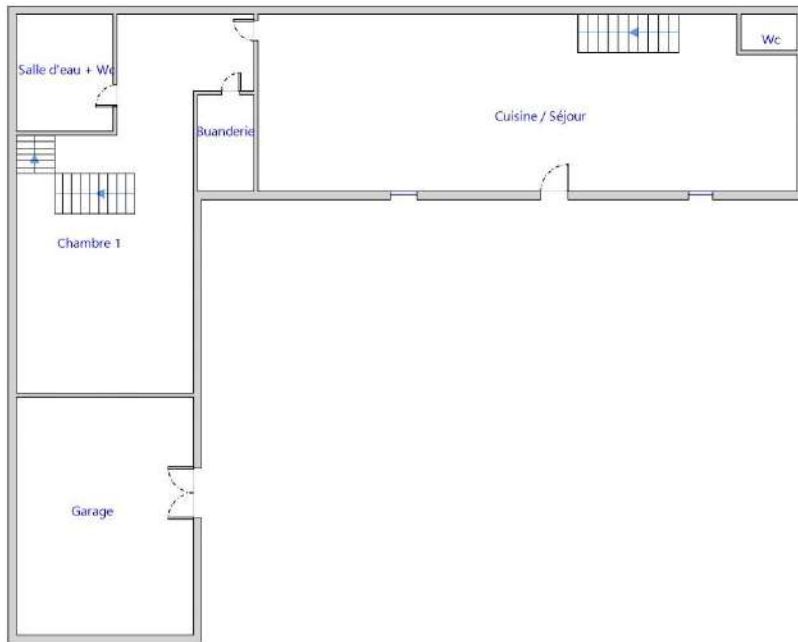 Salle d'eau + Wc
Wc
Cuisine / Séjour
Buanderie
Chambre 1
Garage